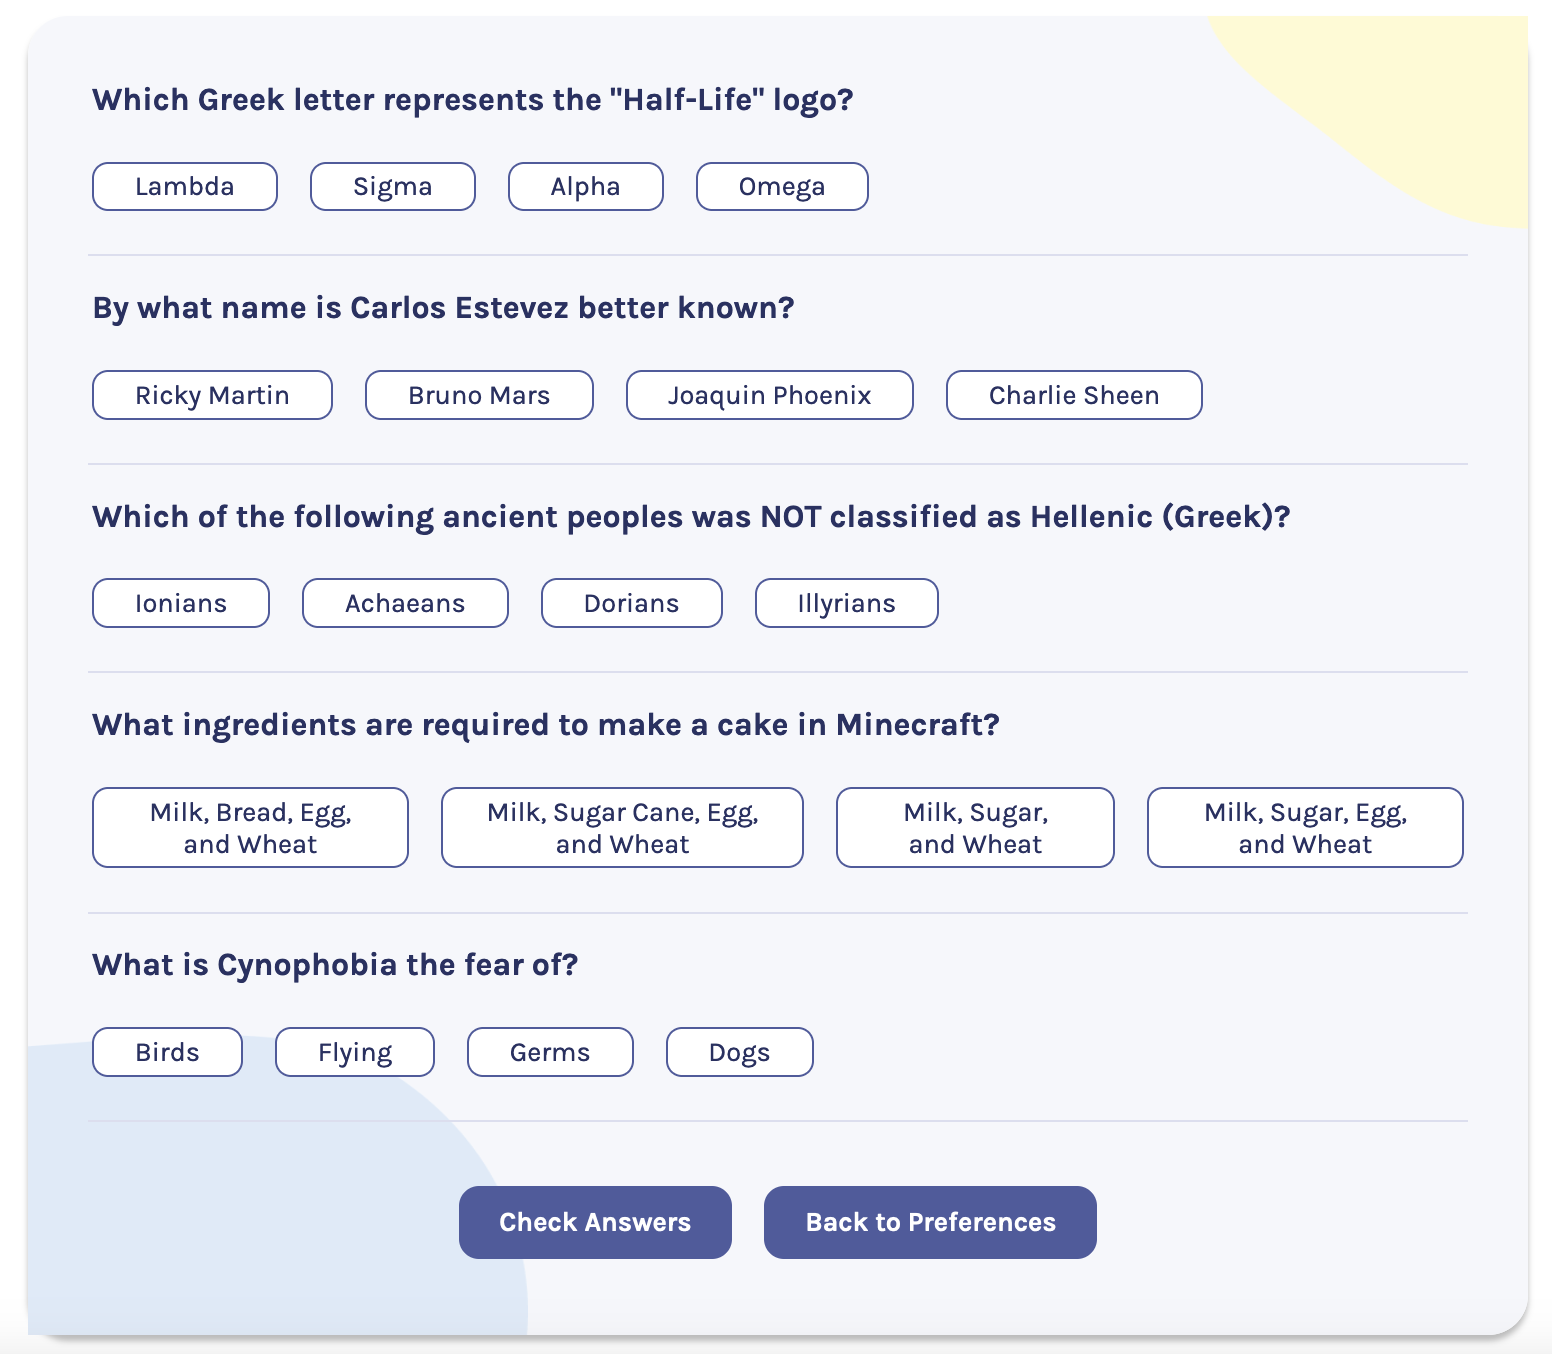 Which Greek letter represents the "Half-Life" logo?
Lambda Sigma Alpha Omega
By what name is Carlos Estevez better known?
Ricky Martin Bruno Mars Joaquin Phoenix Charlie Sheen
Which of the following ancient peoples was NOT classified as Hellenic (Greek)?
Ionians Achaeans Dorians Illyrians
What ingredients are required to make a cake in Minecraft?
Milk, Bread, Egg,
and Wheat
Milk, Sugar Cane, Egg,
and Wheat
Milk, Sugar,
and Wheat
Milk, Sugar, Egg,
and Wheat
What is Cynophobia the fear of?
Birds Flying Germs Dogs
Check Answers Back to Preferences